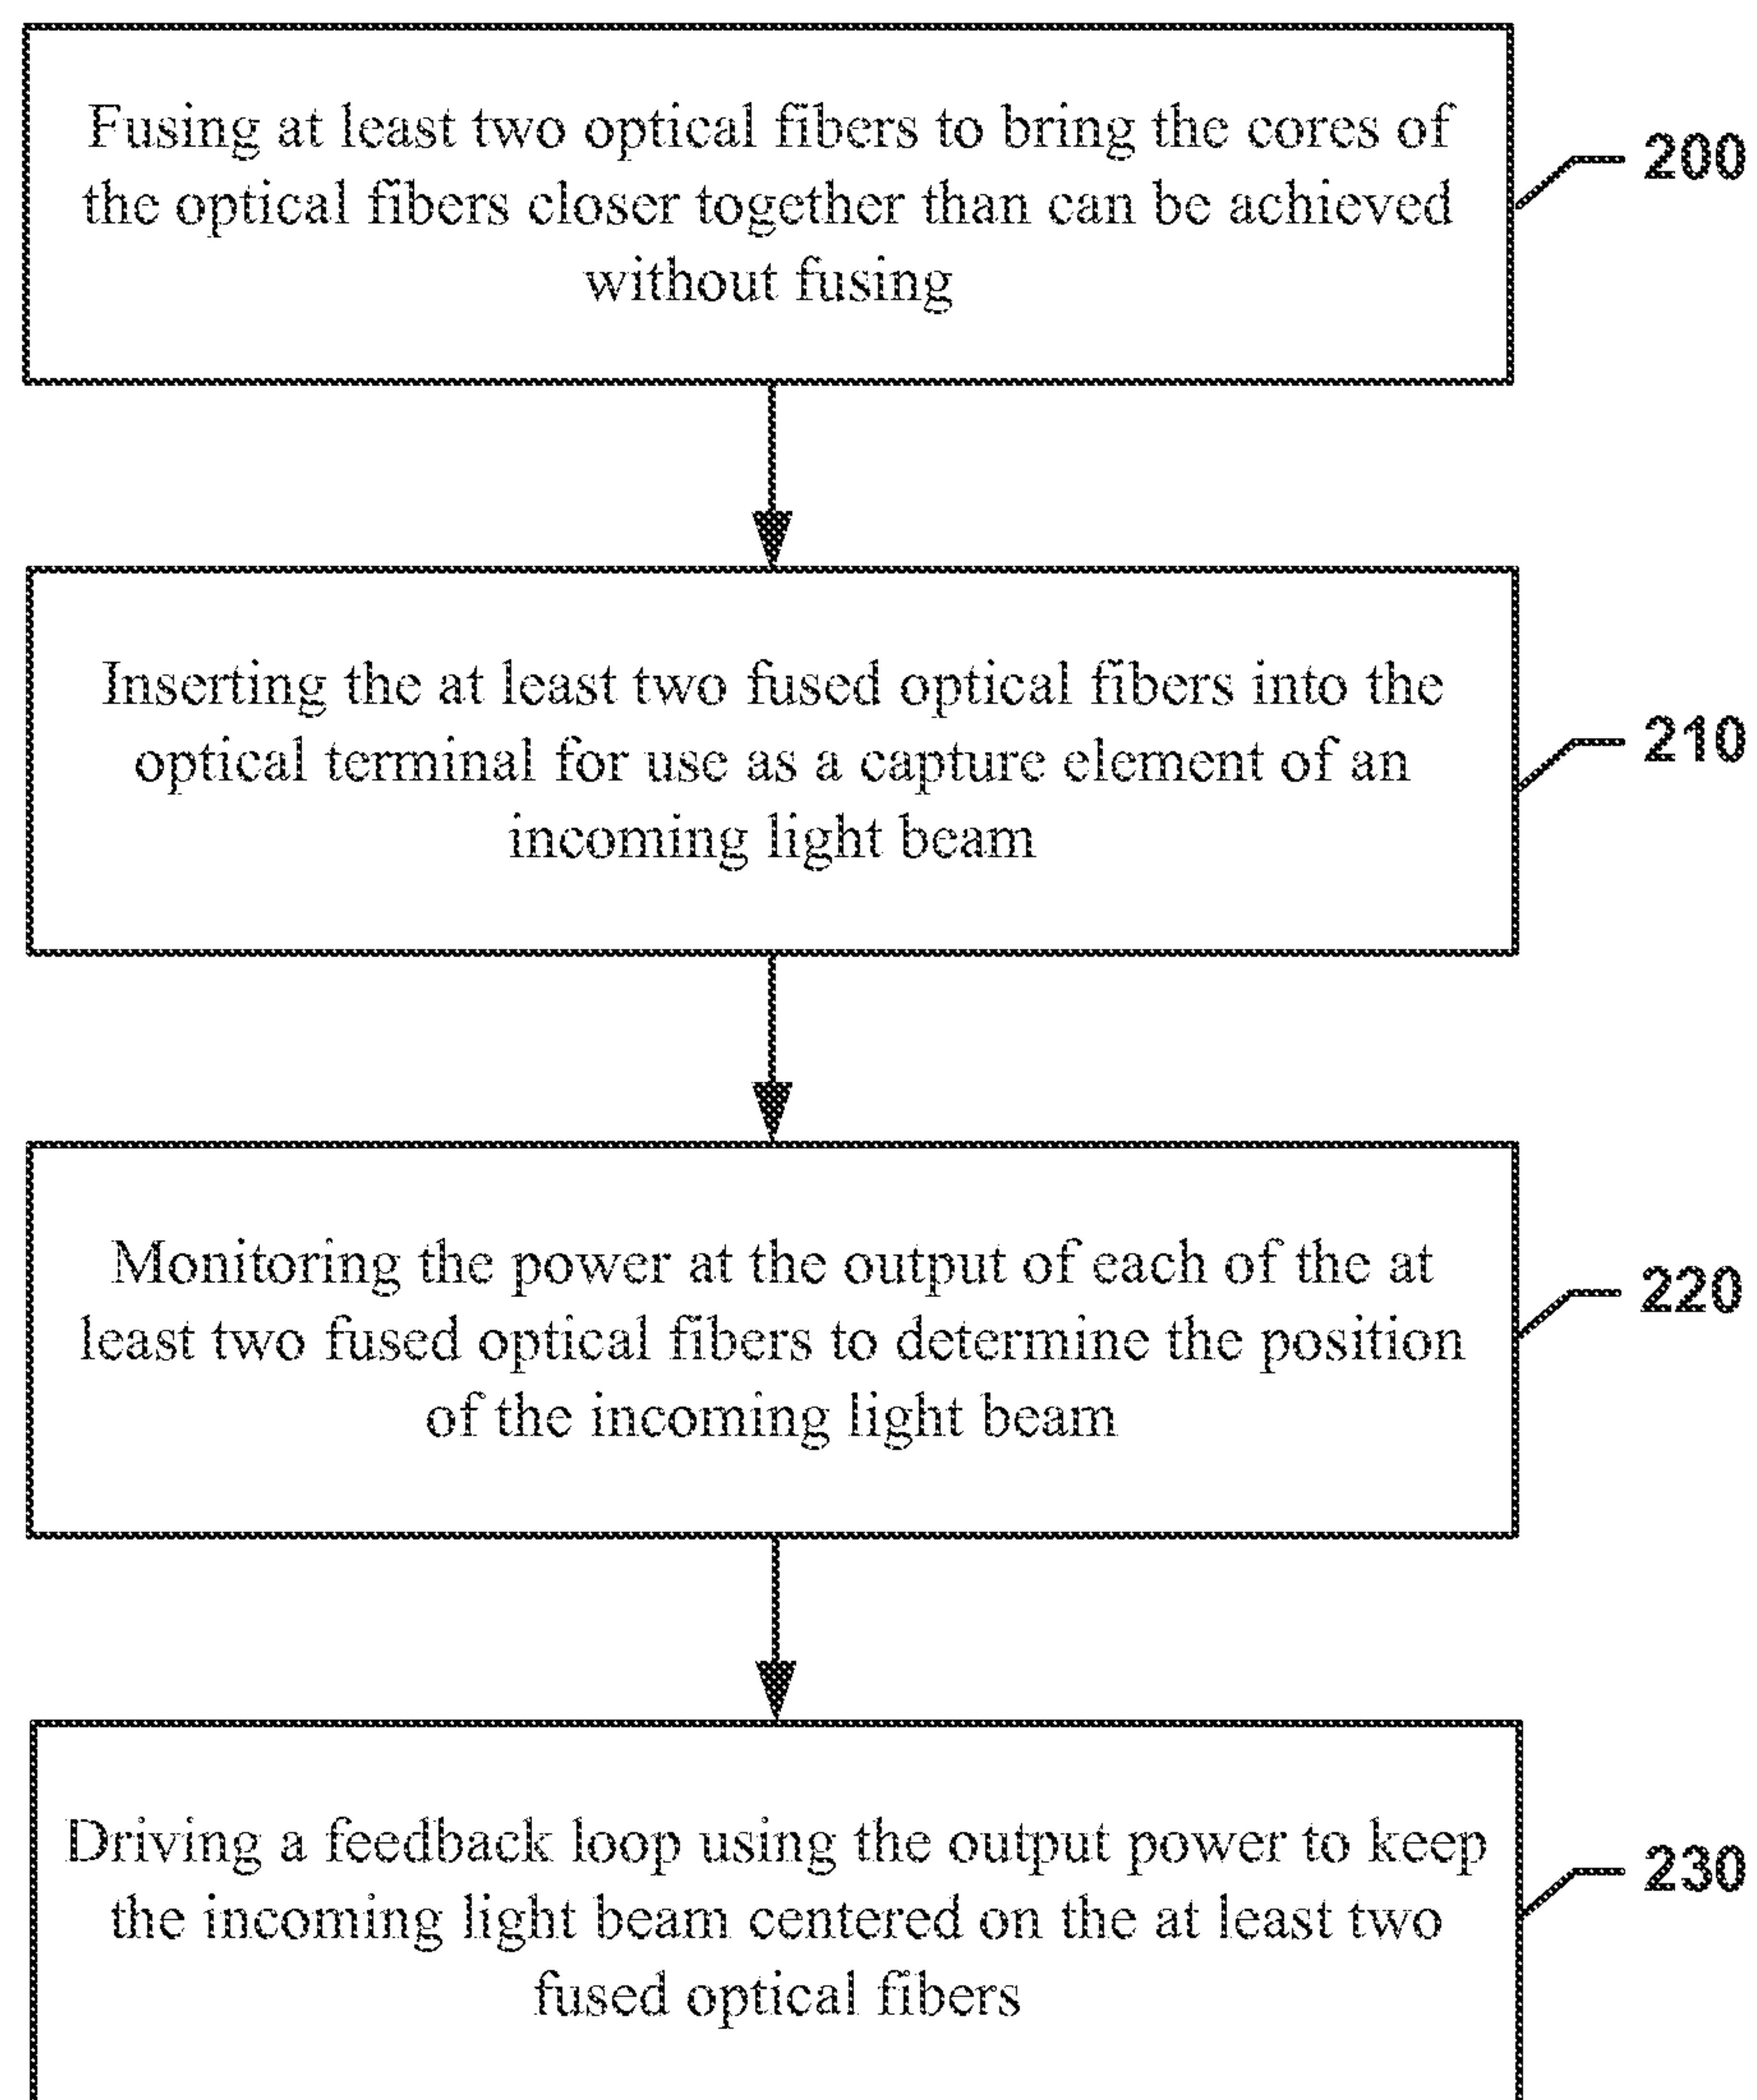 Fusing at least two optical fibers to bring the cores of
the optical fibers closer together than can be achieved
without fusing
200
Inserting the at least two fused optical fibers into the
optical terminal for use as a capture element of an
incoming light beam
210
Monitoring the power at the output of each of the at
least two fused optical fibers to determine the position
of the incoming light beam
220
Driving a feedback loop using the output power to keep
the incoming light beam centered on the at least two
fused optical fibers
230